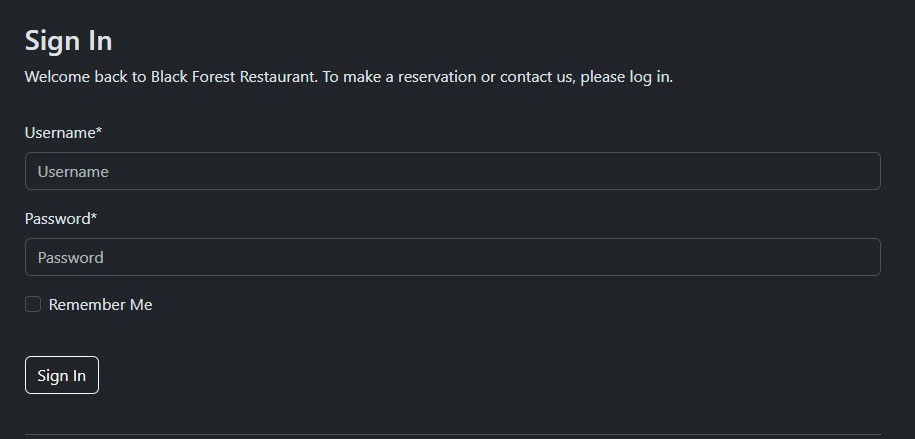 Sign In
Welcome back to Black Forest Restaurant. To make a reservation or contact us, please log in.
Username*
Username
Password*
Password
Remember Me
Sign In